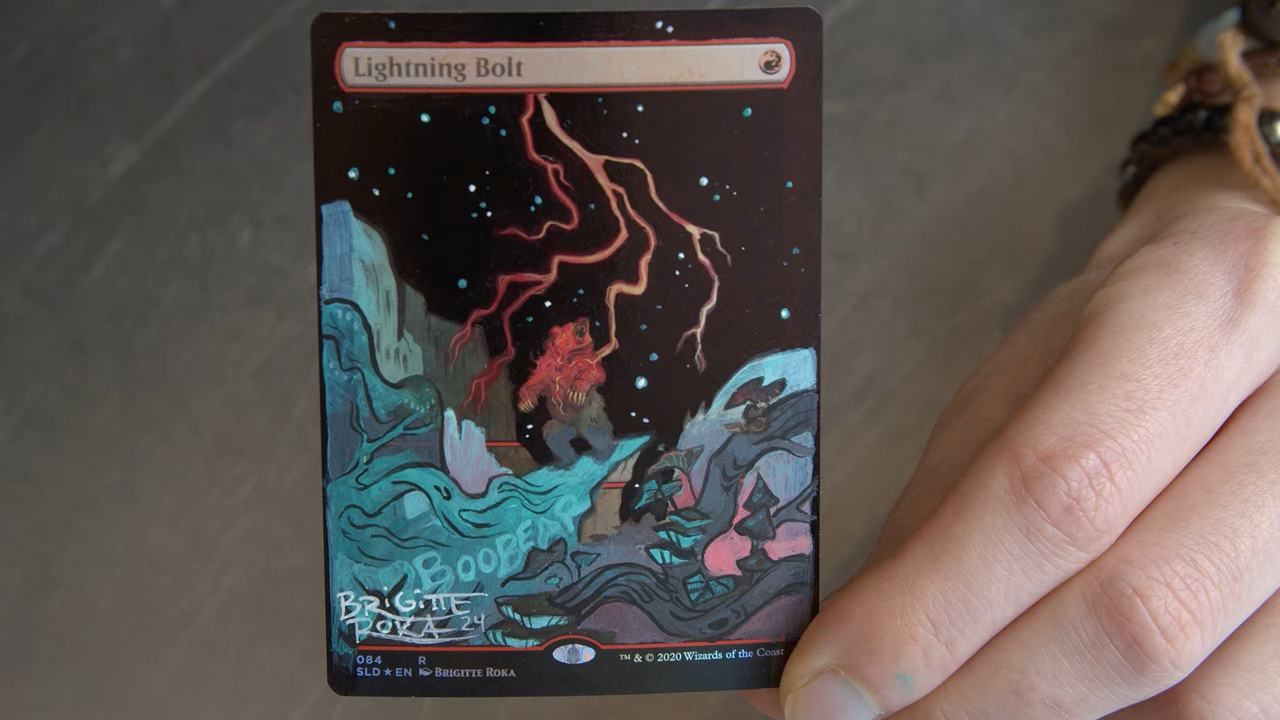 Lightning Bolt
BOOBEAR
BRiGiTTE
ROKA 24
084 R
SLD★EN BRIGITTE ROKA
™ & © 2020 Wizards of the Coast